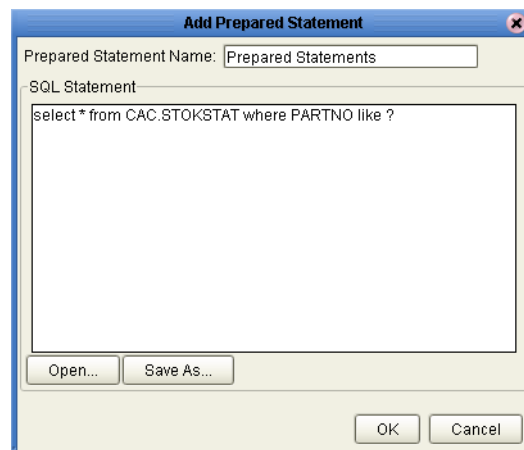 Add Prepared Statement
Prepared Statement Name: Prepared Statements
SQL Statement
select * from CAC.STOKSTAT where PARTNO like ?
Open... Save As...
OK Cancel